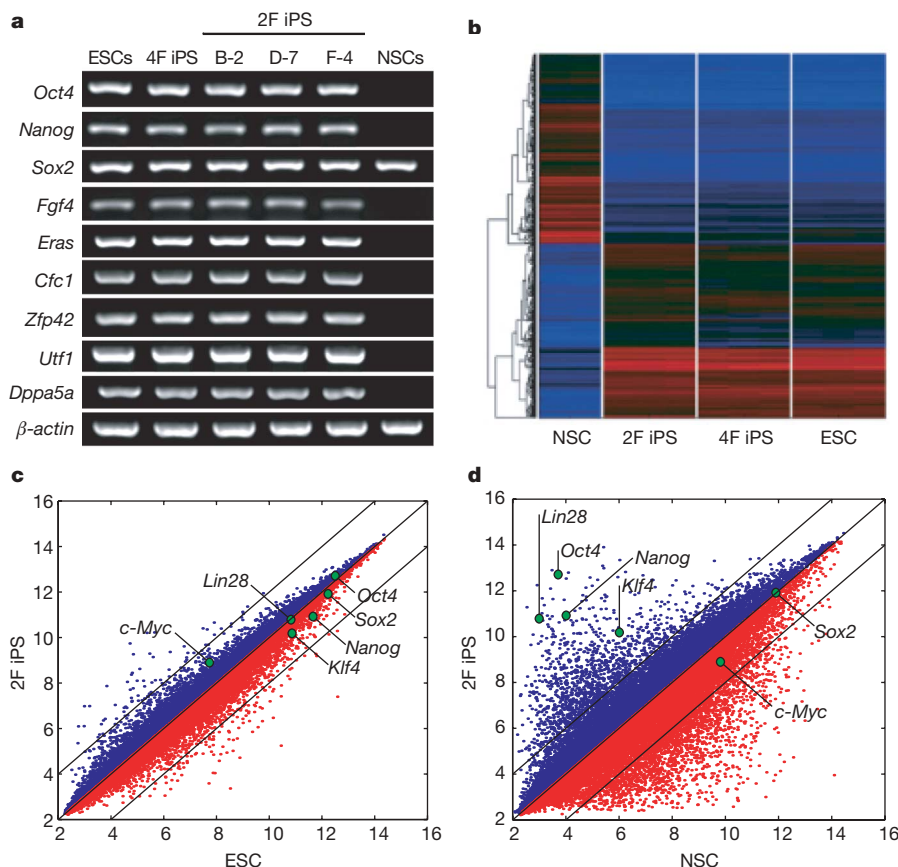 a
2F iPS
ESCs 4F iPS B-2 D-7 F-4 NSCs
Oct4
Nanog
Sox2
Fgf4
Eras
Cfc1
Zfp42
Utf1
Dppa5a
β-actin
b
NSC 2F iPS 4F iPS ESC
c
16
14
12
10
8
6
4
2
2F iPS
Lin28
c-Myc
Oct4
Sox2
Nanog
Klf4
2 4 6 8 10 12 14 16
ESC
d
16
14
12
10
8
6
4
2
2F iPS
Lin28
Oct4
Nanog
Klf4
Sox2
c-Myc
2 4 6 8 10 12 14 16
NSC